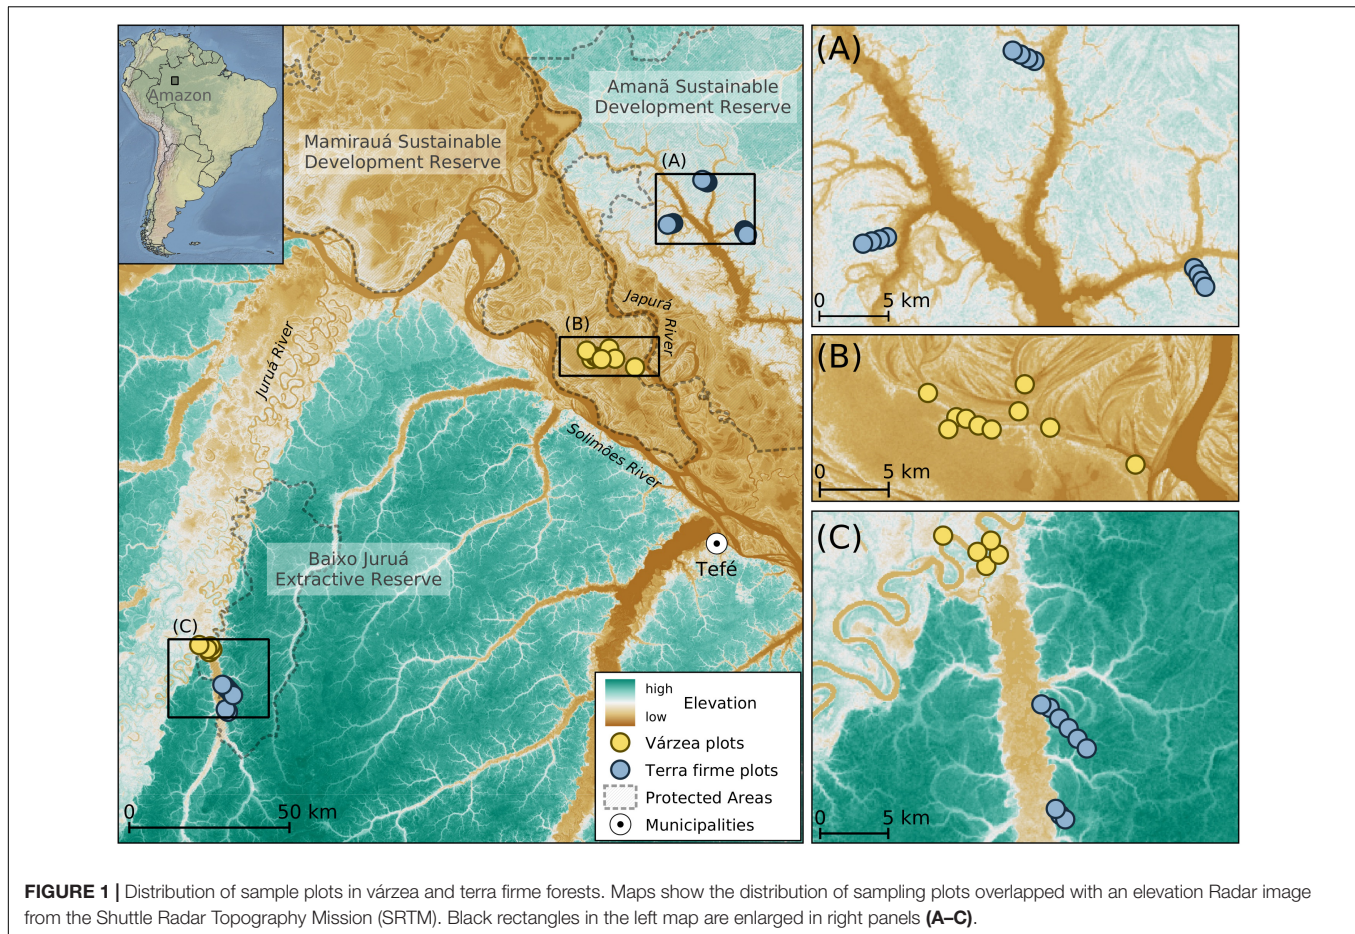 Amazon
Mamirauá Sustainable
Development Reserve
Amanã Sustainable
Development Reserve
(A)
Japurá
River
(B)
Juruá River
Solimões River
Tefé
Baixo Juruá
Extractive Reserve
(C)
0 50 km
high
low
Elevation
Várzea plots
Terra firme plots
Protected Areas
Municipalities
(A)
0 5 km
(B)
0 5 km
(C)
0 5 km
FIGURE 1 | Distribution of sample plots in várzea and terra firme forests. Maps show the distribution of sampling plots overlapped with an elevation Radar image
from the Shuttle Radar Topography Mission (SRTM). Black rectangles in the left map are enlarged in right panels (A–C).